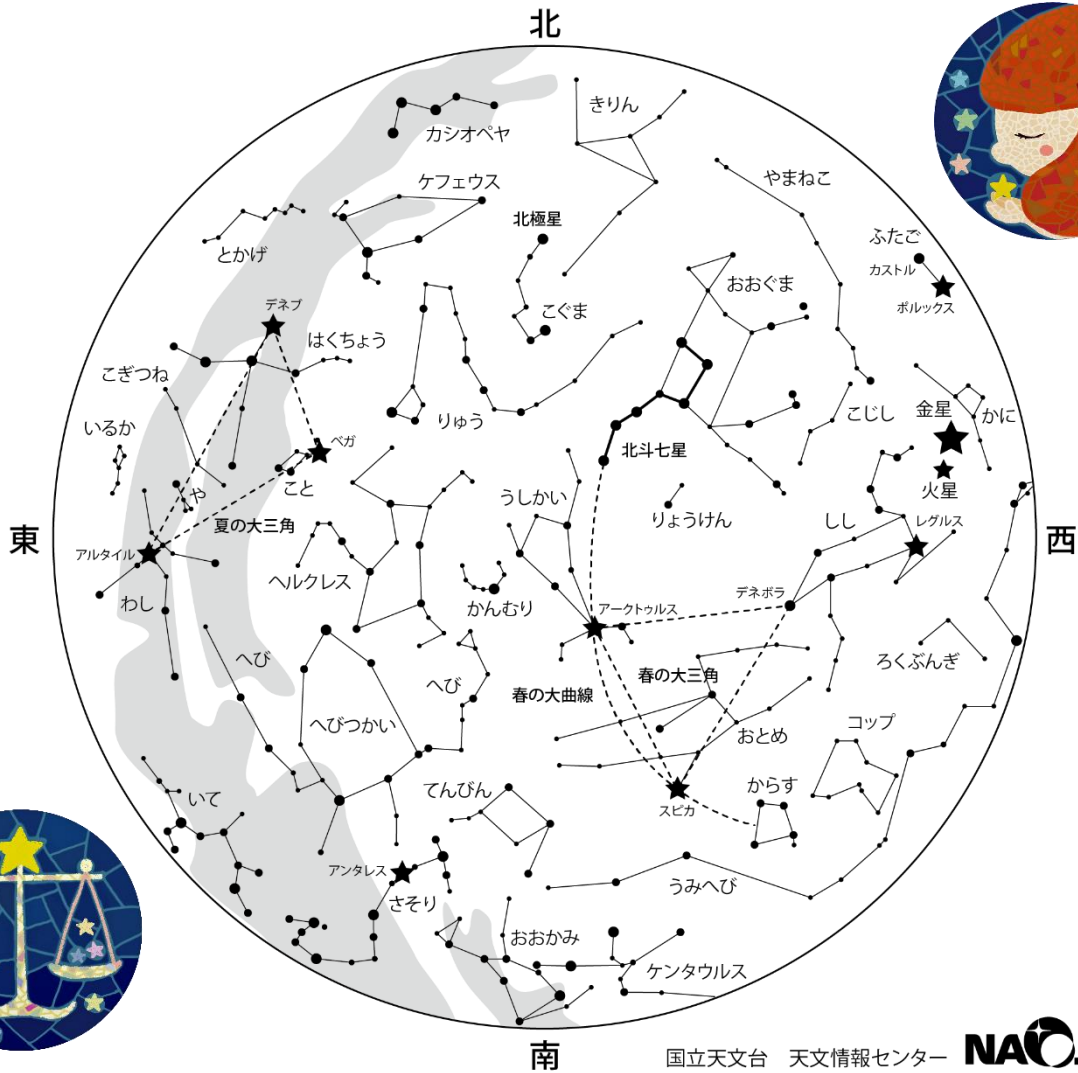 北
きりん
カシオペヤ
やまねこ
ケフェウス
北極星
ふたご
カストル
とかげ
おおぐま
ポルックス
デネブ
こぐま
はくちょう
こぎつね
りゅう
こじし
金星
かに
いるか
ベガ
北斗七星
こと
火星
や
うしかい
りょうけん
しし
レグルス
夏の大三角
東
西
アルタイル
ヘルクレス
わし
かんむり
アークトゥルス
デネボラ
へび
ろくぶんぎ
へび
春の大曲線
春の大三角
へびつかい
おとめ
コップ
てんびん
からす
いて
スピカ
アンタレス
さそり
うみへび
おおかみ
ケンタウルス
南
国立天文台 天文情報センター
NAO